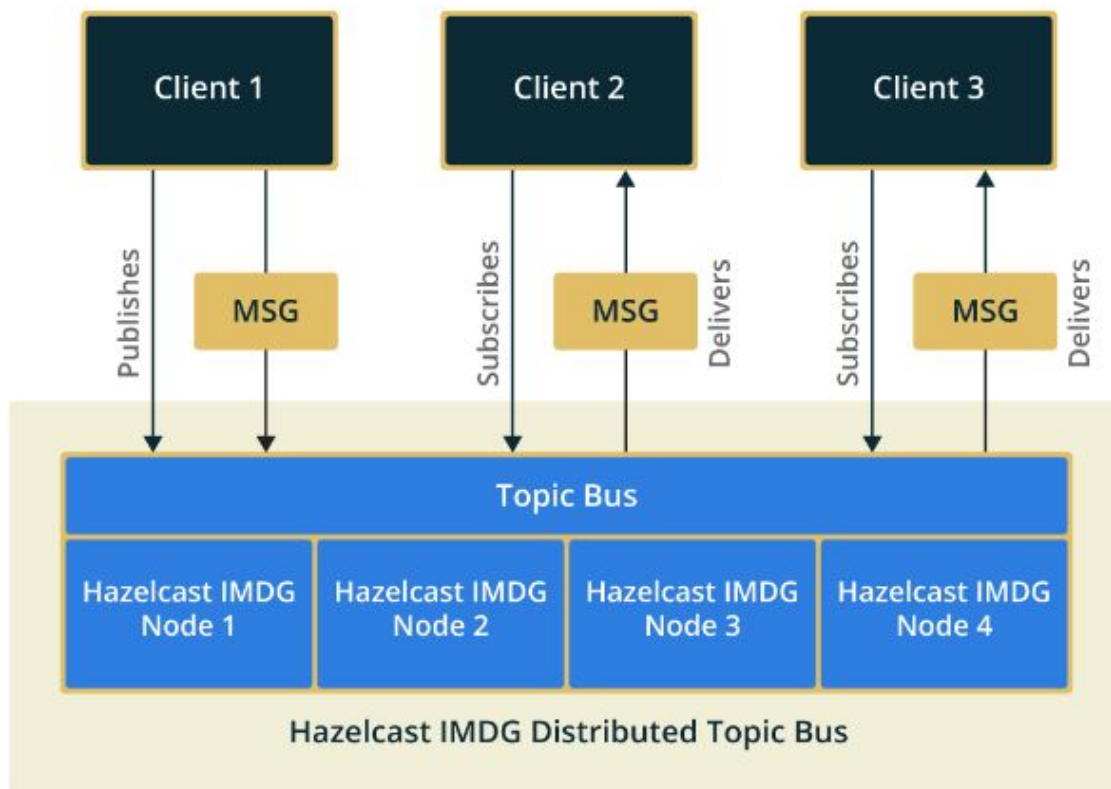 Client 1
Client 2
Client 3
Publishes
MSG
Subscribes
MSG
Delivers
Subscribes
MSG
Delivers
Topic Bus
Hazelcast IMDG
Node 1
Hazelcast IMDG
Node 2
Hazelcast IMDG
Node 3
Hazelcast IMDG
Node 4
Hazelcast IMDG Distributed Topic Bus